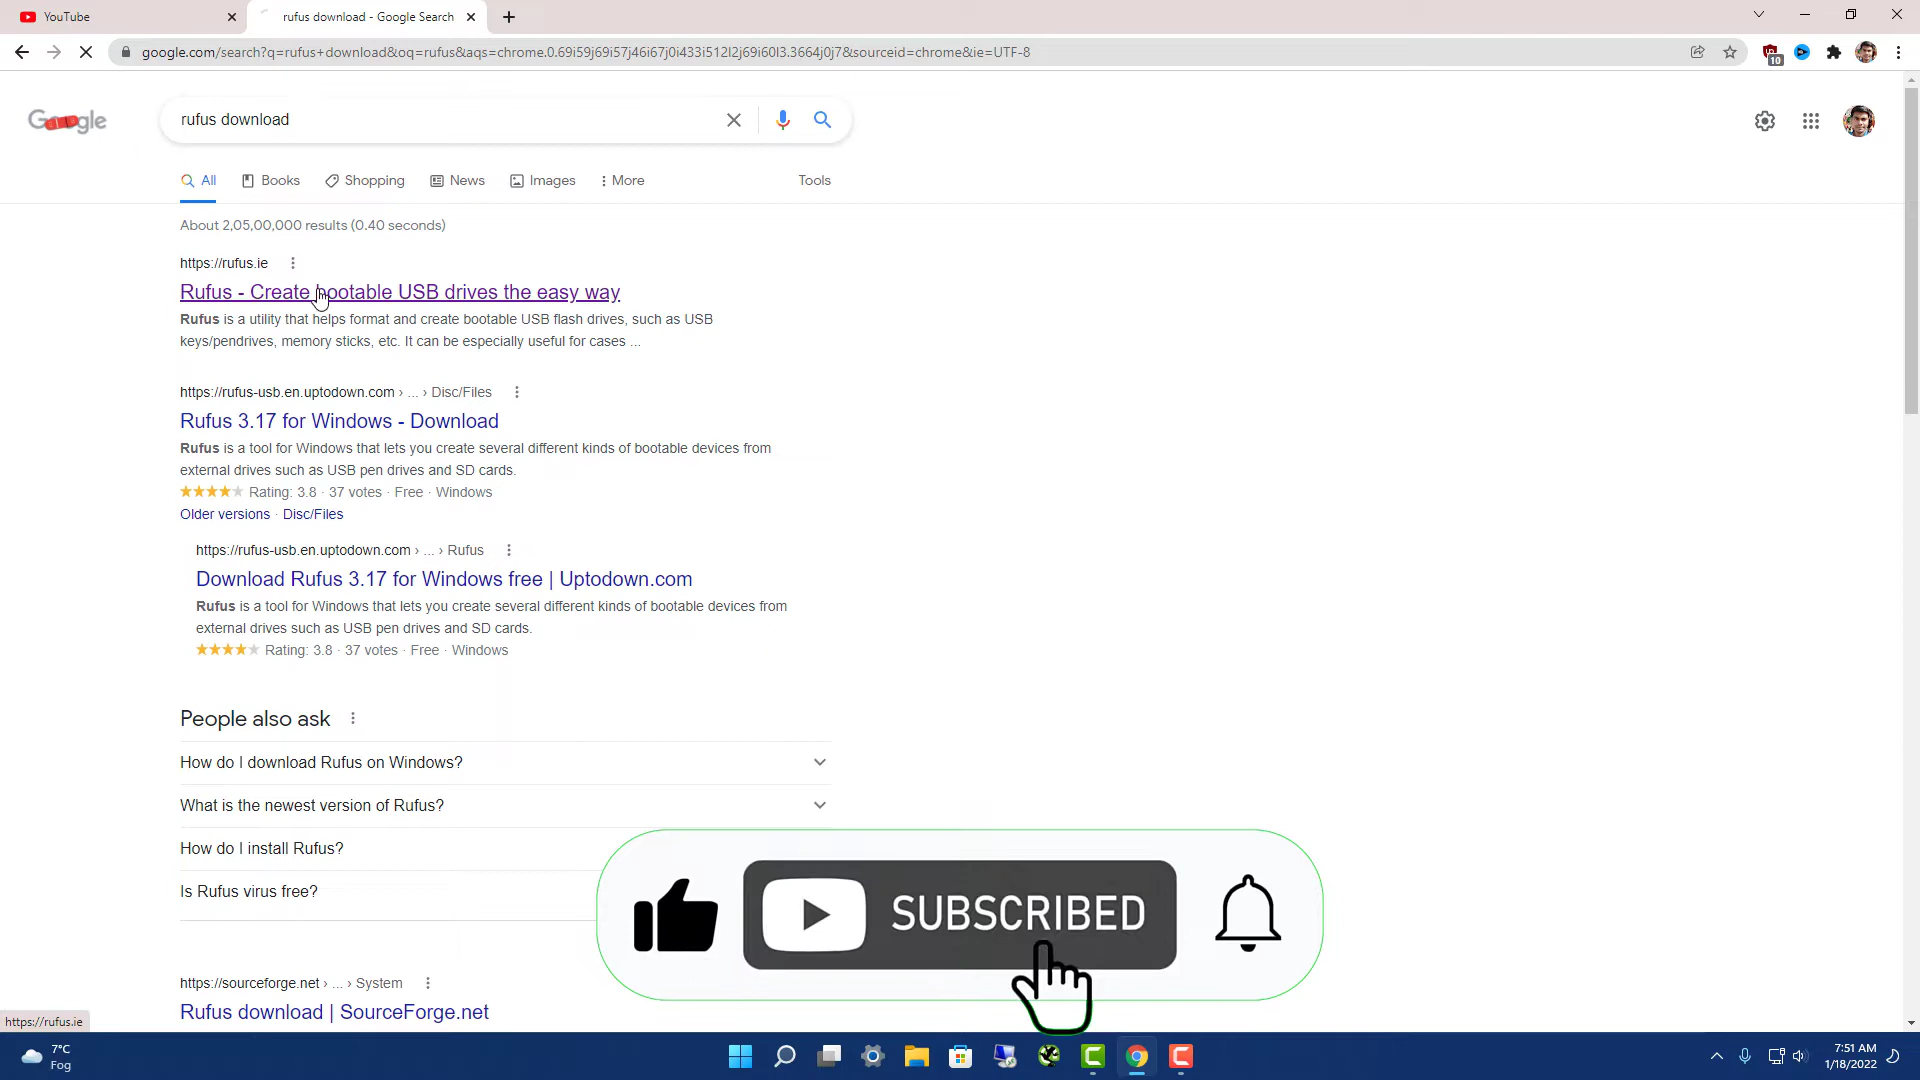 YouTube
rufus download - Google Search
google.com/search?q=rufus+download&oq=rufus&aqs=chrome.0.69i59j69i57j46i67j0i433i512l2j69i60l3.3664j0j7&sourceid=chrome&ie=UTF-8
10
Google
rufus download
All
Books
Shopping
News
Images
More
Tools
About 2,05,00,000 results (0.40 seconds)
https://rufus.ie
Rufus - Create bootable USB drives the easy way
Rufus is a utility that helps format and create bootable USB flash drives, such as USB
keys/pendrives, memory sticks, etc. It can be especially useful for cases ...
https://rufus-usb.en.uptodown.com › ... › Disc/Files
Rufus 3.17 for Windows - Download
Rufus is a tool for Windows that lets you create several different kinds of bootable devices from
external drives such as USB pen drives and SD cards.
Rating: 3.8 · 37 votes · Free · Windows
Older versions · Disc/Files
https://rufus-usb.en.uptodown.com › ... › Rufus
Download Rufus 3.17 for Windows free | Uptodown.com
Rufus is a tool for Windows that lets you create several different kinds of bootable devices from
external drives such as USB pen drives and SD cards.
Rating: 3.8 · 37 votes · Free · Windows
People also ask
How do I download Rufus on Windows?
What is the newest version of Rufus?
How do I install Rufus?
Is Rufus virus free?
SUBSCRIBED
https://sourceforge.net › ... › System
Rufus download | SourceForge.net
https://rufus.ie
7°C
Fog
7:51 AM
1/18/2022